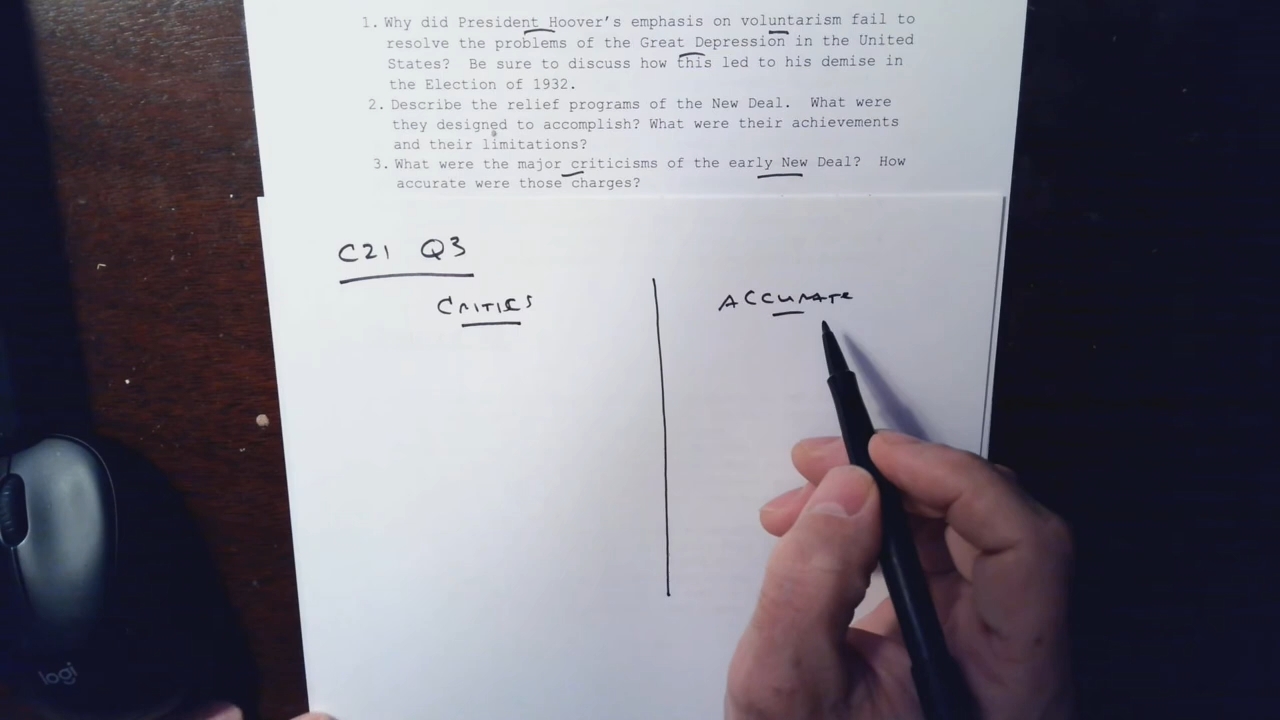 1. Why did President Hoover's emphasis on voluntarism fail to
resolve the problems of the Great Depression in the United
States? Be sure to discuss how this led to his demise in
the Election of 1932.
2. Describe the relief programs of the New Deal. What were
they designed to accomplish? What were their achievements
and their limitations?
3. What were the major criticisms of the early New Deal? How
accurate were those charges?
C21 Q3
CRITICS
ACCURATE
logi